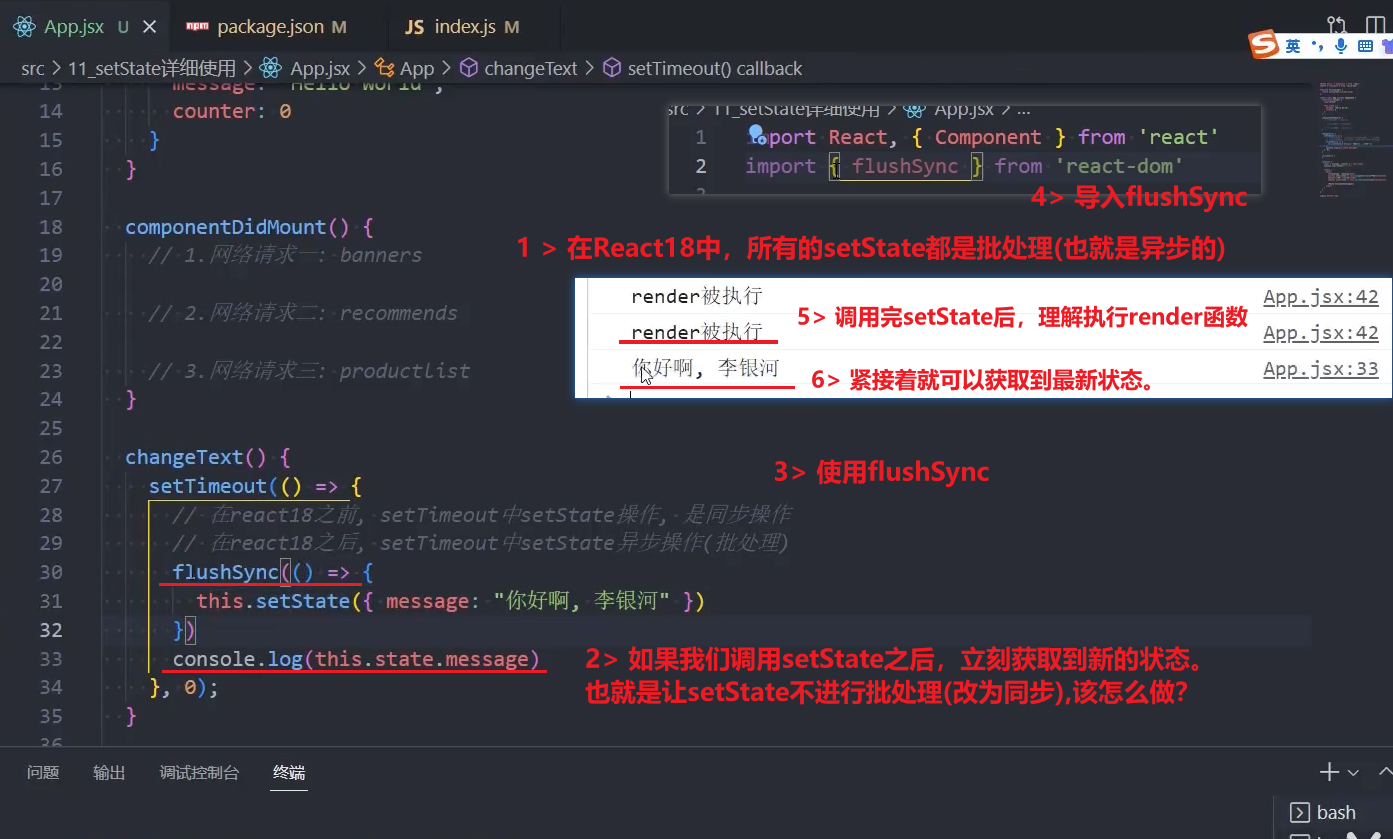 App.jsx U
package.json M
JS index.js M
英
src > 11_setState详细使用 > App.jsx > App > changeText > setTimeout() callback
13 message: "Hello World",
14 counter: 0
15 }
16 }
17
18 componentDidMount() {
19 // 1.网络请求一: banners
20
21 // 2.网络请求二: recommends
22
23 // 3.网络请求三: productlist
24 }
25
26 changeText() {
27 setTimeout(() => {
28 // 在react18之前, setTimeout中setState操作, 是同步操作
29 // 在react18之后, setTimeout中setState异步操作(批处理)
30 flushSync(() => {
31 this.setState({ message: "你好啊, 李银河" })
32 })
33 console.log(this.state.message)
34 }, 0);
35 }
36
src > 11_setState详细使用 > App.jsx > ...
1 import React, { Component } from 'react'
2 import { flushSync } from 'react-dom'
4> 导入flushSync
1 > 在React18中，所有的setState都是批处理(也就是异步的)
render被执行 App.jsx:42
5> 调用完setState后，理解执行render函数
render被执行 App.jsx:42
你好啊, 李银河 App.jsx:33
6> 紧接着就可以获取到最新状态。
3> 使用flushSync
2> 如果我们调用setState之后，立刻获取到新的状态。
也就是让setState不进行批处理(改为同步),该怎么做?
问题 输出 调试控制台 终端
bash